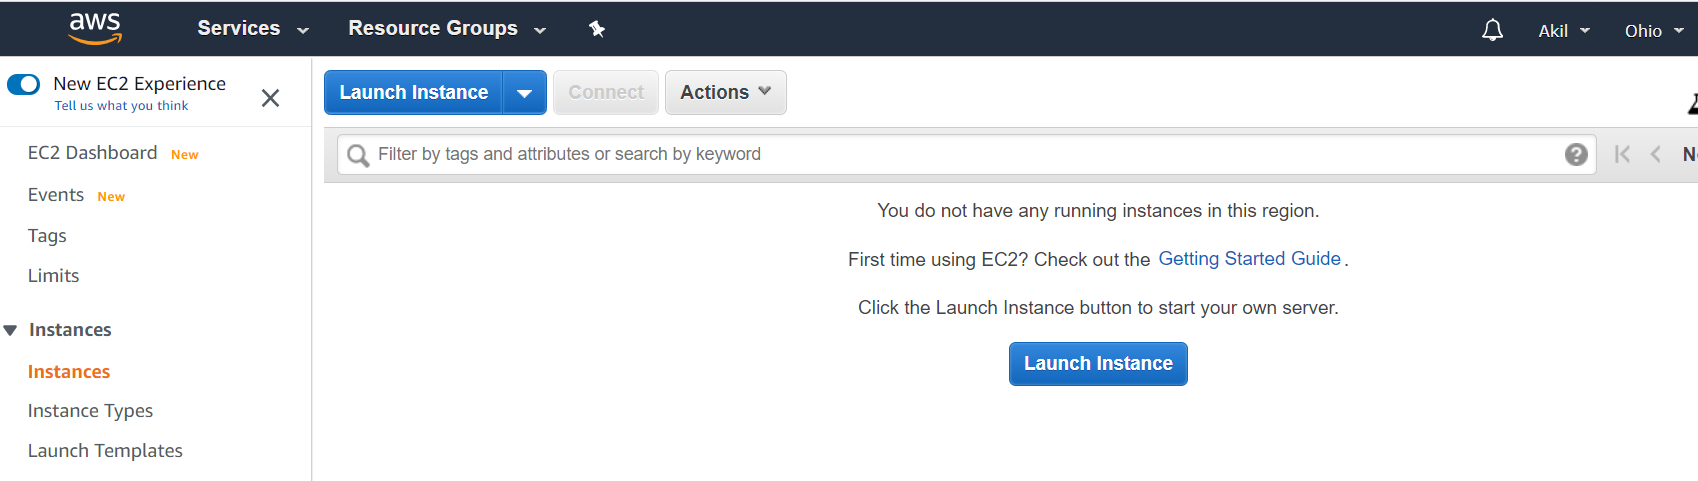 aws Services Resource Groups Akil Ohio
New EC2 Experience
Tell us what you think
EC2 Dashboard New
Events New
Tags
Limits
Instances
Instances
Instance Types
Launch Templates
Launch Instance Connect Actions
Filter by tags and attributes or search by keyword ?
You do not have any running instances in this region.
First time using EC2? Check out the Getting Started Guide.
Click the Launch Instance button to start your own server.
Launch Instance